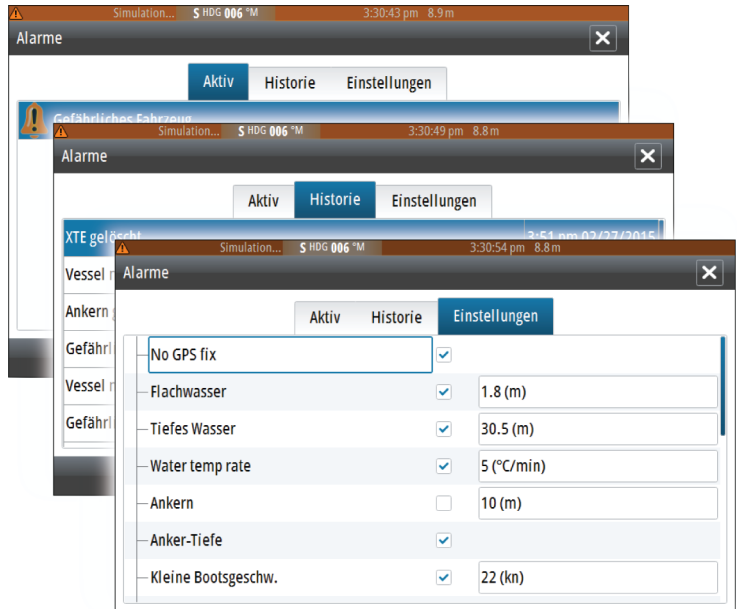 Simulation... S HDG 006 °M 3:30:43 pm 8.9 m
Alarme
Aktiv Historie Einstellungen
Gefährliches Fahrzeug
Simulation... S HDG 006 °M 3:30:49 pm 8.8 m
Alarme
Aktiv Historie Einstellungen
XTE gelöscht 3:51 pm 02/27/2015
Vessel
Ankern
Vessel
Simulation... S HDG 006 °M 3:30:54 pm 8.8 m
Alarme
Aktiv Historie Einstellungen
No GPS fix
Flachwasser 1.8 (m)
Tiefes Wasser 30.5 (m)
Water temp rate 5 (°C/min)
Ankern 10 (m)
Anker-Tiefe
Kleine Bootsgeschw. 22 (kn)